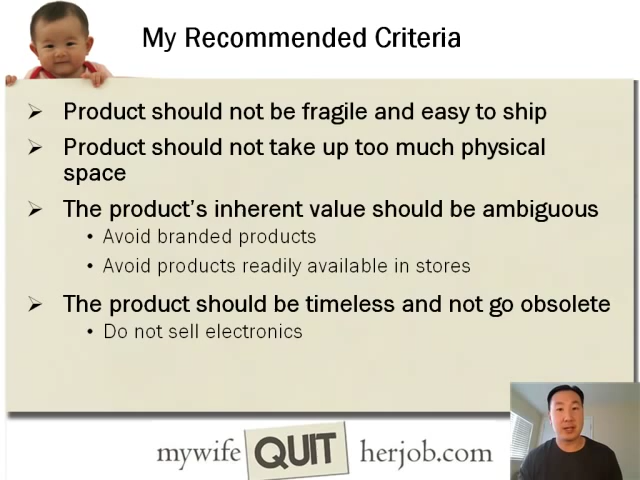 My Recommended Criteria
Product should not be fragile and easy to ship
Product should not take up too much physical
space
The product's inherent value should be ambiguous
Avoid branded products
Avoid products readily available in stores
The product should be timeless and not go obsolete
Do not sell electronics
mywife QUIT herjob.com